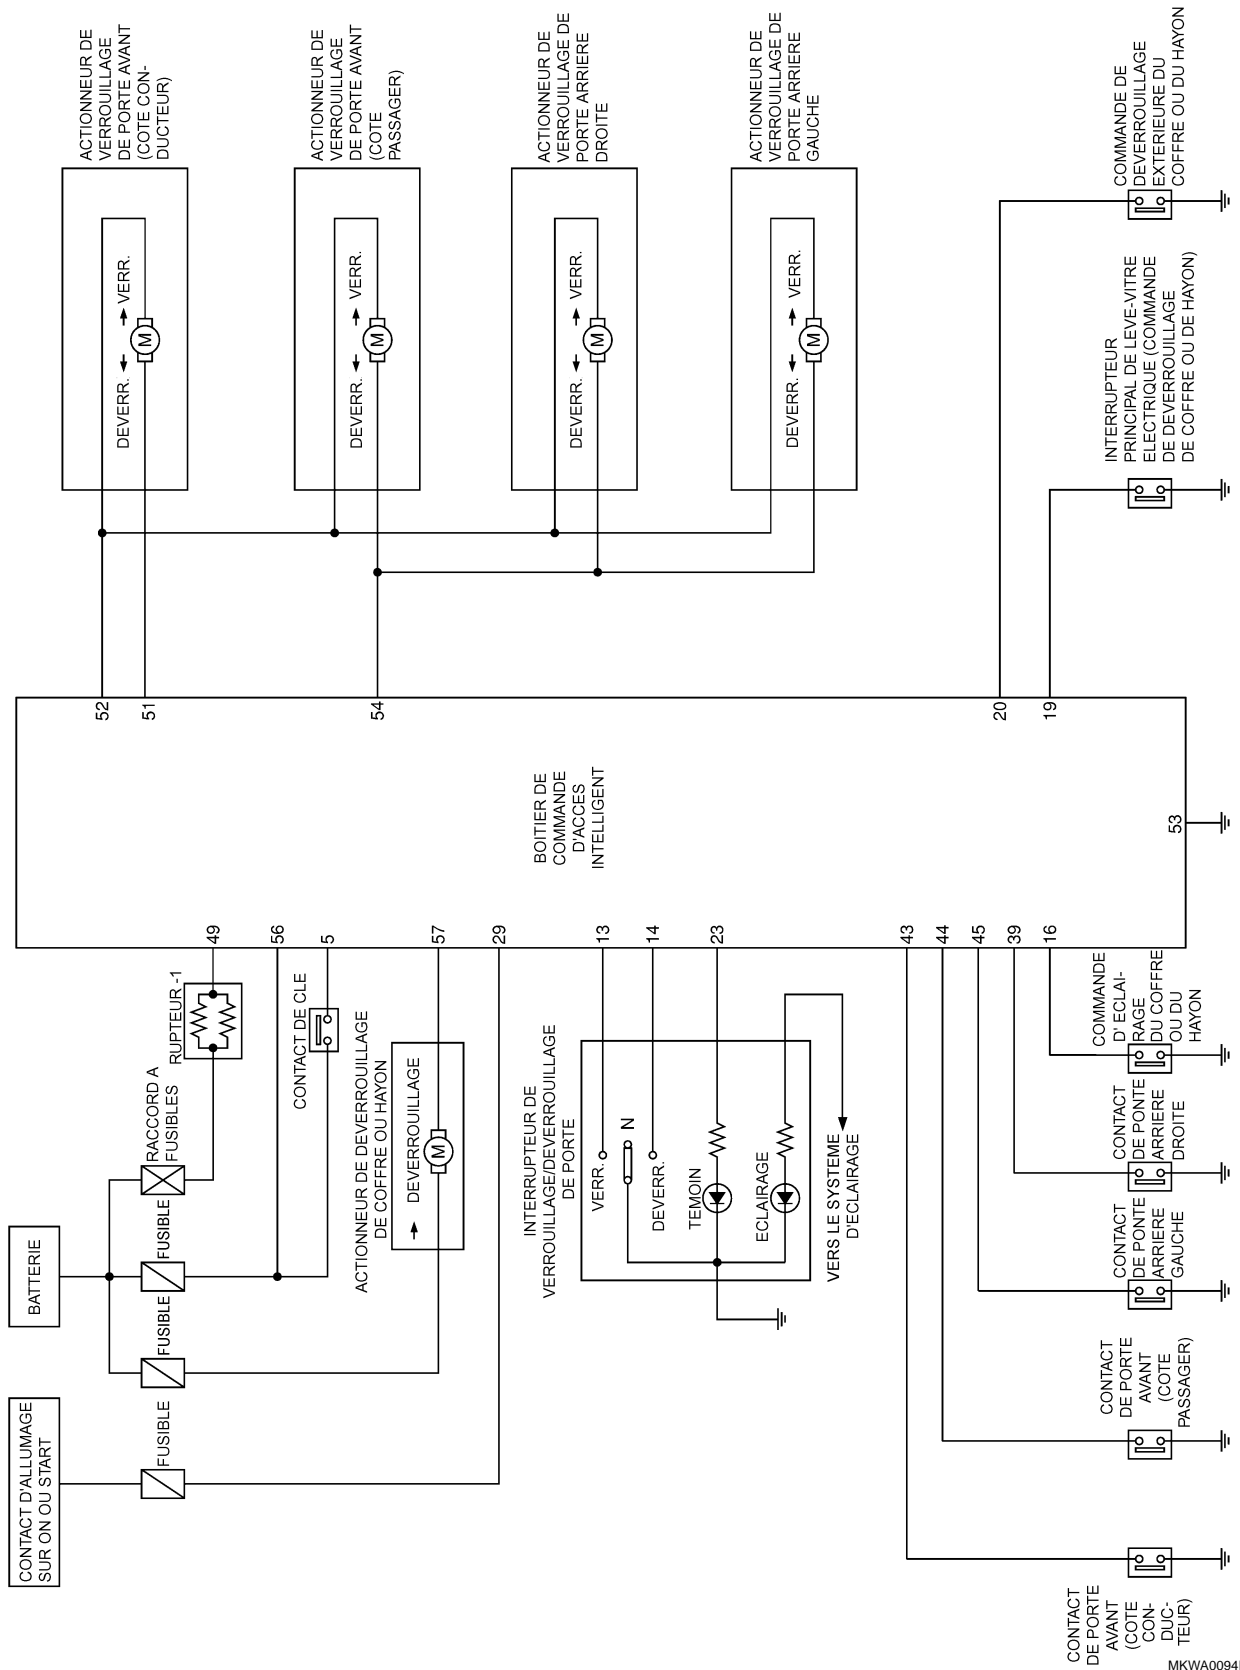 CONTACT D'ALLUMAGE
SUR ON OU START
BATTERIE
FUSIBLE
FUSIBLE
FUSIBLE
RACCORD A
FUSIBLES
RUPTEUR -1
CONTACT DE CLE
ACTIONNEUR DE DEVERROUILLAGE
DE COFFRE OU HAYON
DEVERROUILLAGE
M
INTERRUPTEUR DE
VERROUILLAGE/DEVERROUILLAGE
DE PORTE
VERR.
N
DEVERR.
TEMOIN
ECLAIRAGE
VERS LE SYSTEME
D'ECLAIRAGE
CONTACT
DE PORTE
AVANT
(COTE
CON-
DUC-
TEUR)
CONTACT
DE PORTE
AVANT
(COTE
PASSAGER)
CONTACT
DE PONTE
ARRIERE
GAUCHE
CONTACT
DE PONTE
ARRIERE
DROITE
COMMANDE
D' ECLAI-
RAGE
DU COFFRE
OU DU
HAYON
49
56
5
57
29
13
14
23
43
44
45
39
16
BOITIER DE
COMMANDE
D'ACCES
INTELLIGENT
53
52
51
54
20
19
ACTIONNEUR DE
VERROUILLAGE
DE PORTE AVANT
(COTE CON-
DUCTEUR)
DEVERR.
VERR.
M
ACTIONNEUR DE
VERROUILLAGE
DE PORTE AVANT
(COTE
PASSAGER)
DEVERR.
VERR.
M
ACTIONNEUR DE
VERROUILLAGE DE
PORTE ARRIERE
DROITE
DEVERR.
VERR.
M
ACTIONNEUR DE
VERROUILLAGE DE
PORTE ARRIERE
GAUCHE
DEVERR.
VERR.
M
INTERRUPTEUR
PRINCIPAL DE LEVE-VITRE
ELECTRIQUE (COMMANDE
DE DEVERROUILLAGE
DE COFFRE OU DE HAYON)
COMMANDE DE
DEVERROUILLAGE
EXTERIEURE DU
COFFRE OU DU HAYON